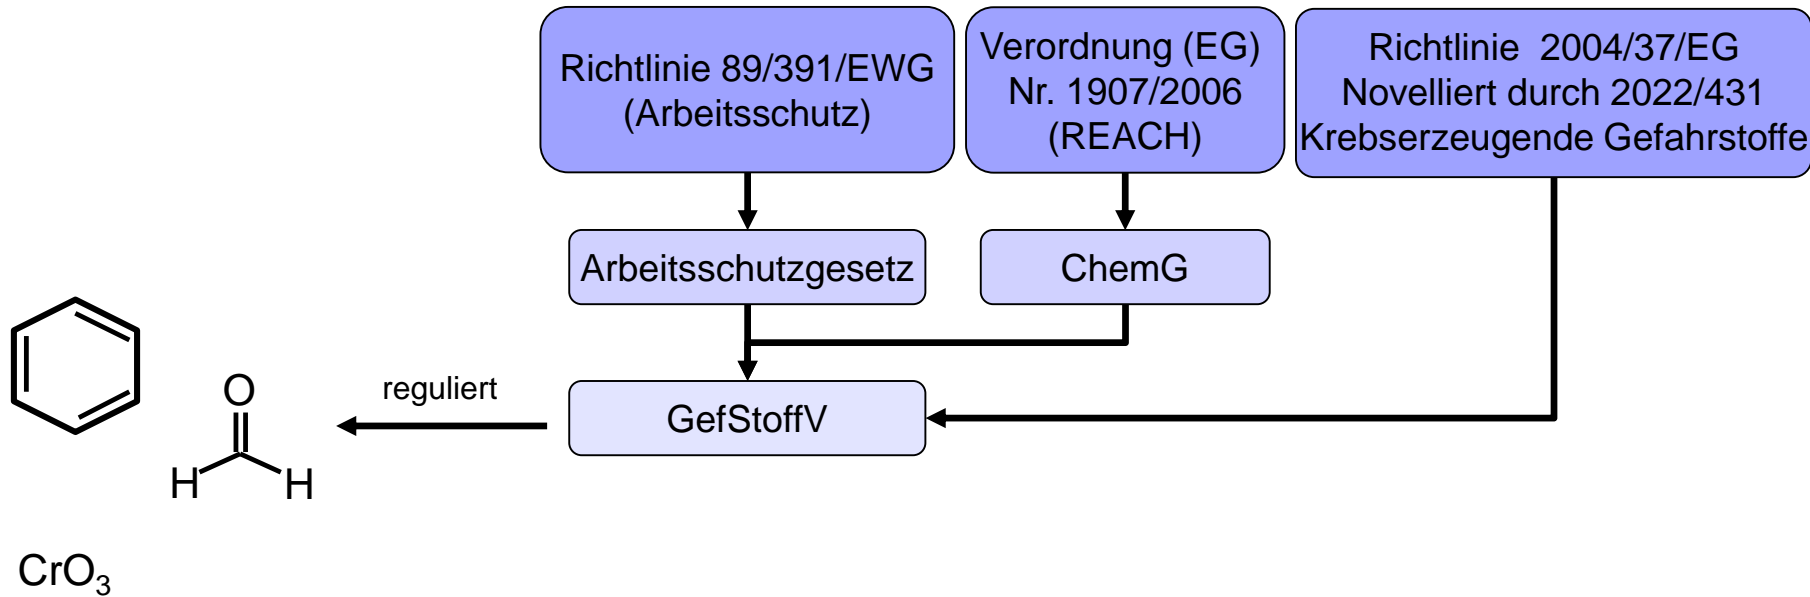 Richtlinie 89/391/EWG
(Arbeitsschutz)
Verordnung (EG)
Nr. 1907/2006
(REACH)
Richtlinie 2004/37/EG
Novelliert durch 2022/431
Krebserzeugende Gefahrstoffe
Arbeitsschutzgesetz
ChemG
reguliert
GefStoffV
O
H
H
CrO₃